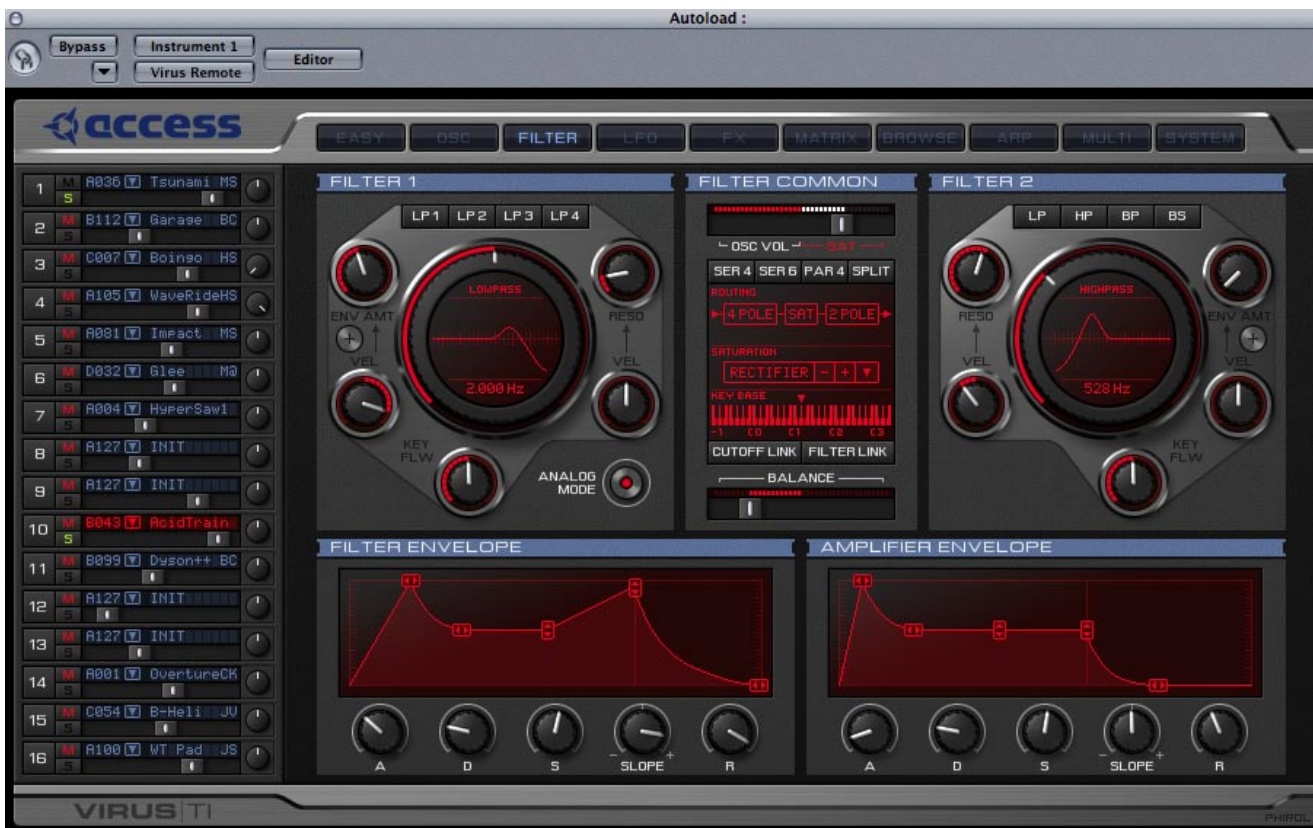 Autoload :
Bypass
Instrument 1
Virus Remote
Editor
access
EASY OSC FILTER LFO FX MATRIX BROWSE ARP MULTI SYSTEM
1 M S A036 Tsunami MS
2 M S B112 Garage BC
3 M S C007 Boingo HS
4 M S A105 WaveRideHS
5 M S A081 Impact MS
6 M S D032 Glee M@
7 M S A004 HyperSaw1
8 M S A127 INIT
9 M S A127 INIT
10 M S B043 AcidTrain
11 M S B099 Dyson++ BC
12 M S A127 INIT
13 M S A127 INIT
14 M S A001 OvertureCK
15 M S C054 B-Heli JV
16 M S A100 WT Pad JS
FILTER 1
LP1 LP2 LP3 LP4
LOWPASS
2.000 Hz
ENV AMT
VEL
RESO
VEL
KEY FLW
ANALOG MODE
FILTER COMMON
OSC VOL SAT
SER 4 SER 6 PAR 4 SPLIT
ROUTING
4 POLE SAT 2 POLE
SATURATION
RECTIFIER - +
KEY BASE
-1 C0 C1 C2 C3
CUTOFF LINK FILTER LINK
BALANCE
FILTER 2
LP HP BP BS
HIGHPASS
528 Hz
RESO
VEL
ENV AMT
VEL
KEY FLW
FILTER ENVELOPE
A D S - SLOPE + R
AMPLIFIER ENVELOPE
A D S - SLOPE + R
VIRUS TI